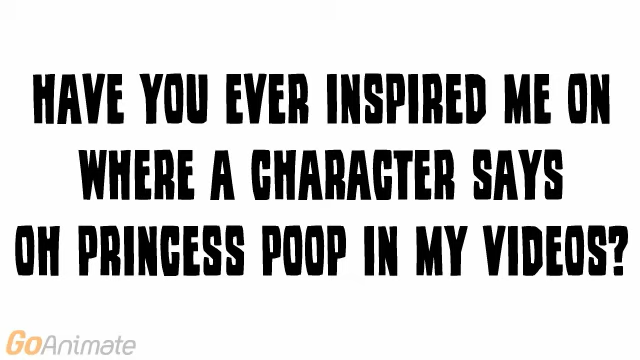 HAVE YOU EVER INSPIRED ME ON
WHERE A CHARACTER SAYS
OH PRINCESS POOP IN MY VIDEOS?
GoAnimate